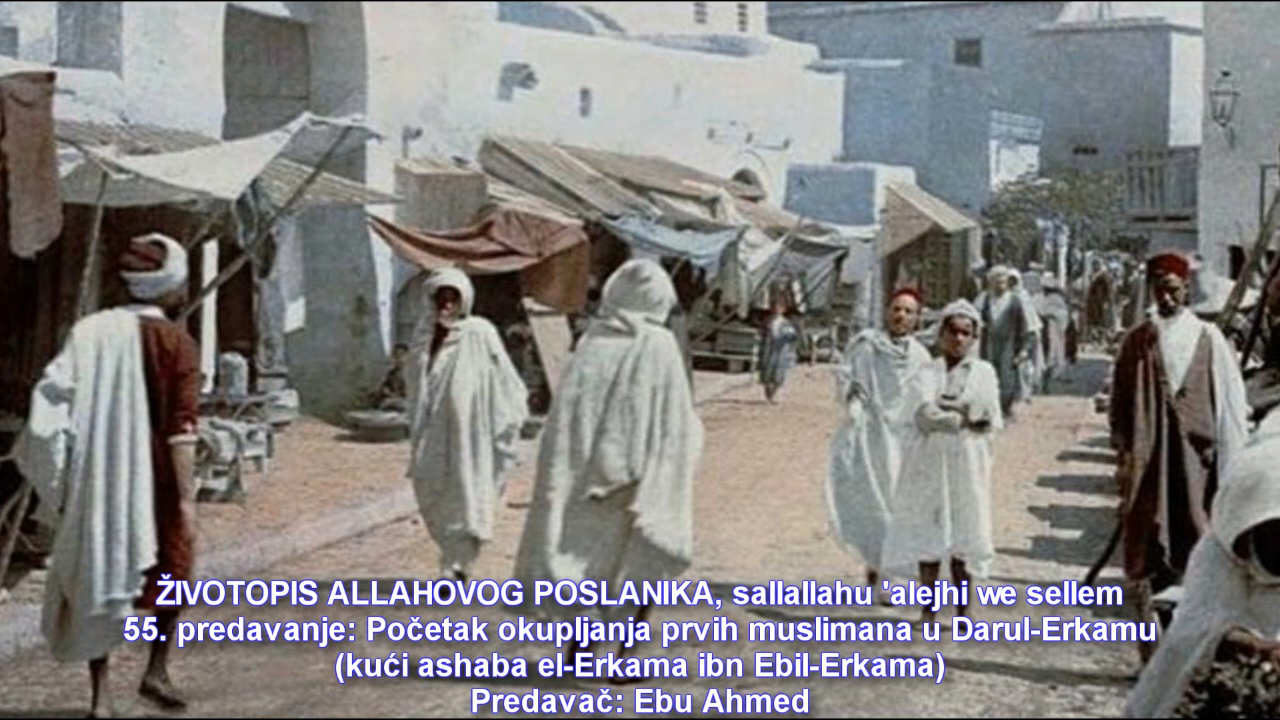 ŽIVOTOPIS ALLAHOVOG POSLANIKA, sallallahu 'alejhi we sellem
55. predavanje: Početak okupljanja prvih muslimana u Darul-Erkamu
(kući ashaba el-Erkama ibn Ebil-Erkama)
Predavač: Ebu Ahmed